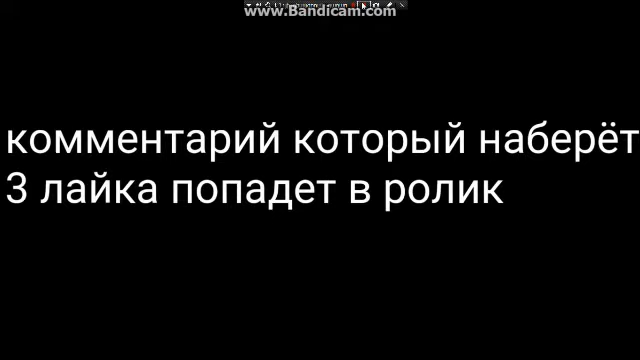 www.Bandicam.com
комментарий который наберёт
3 лайка попадет в ролик